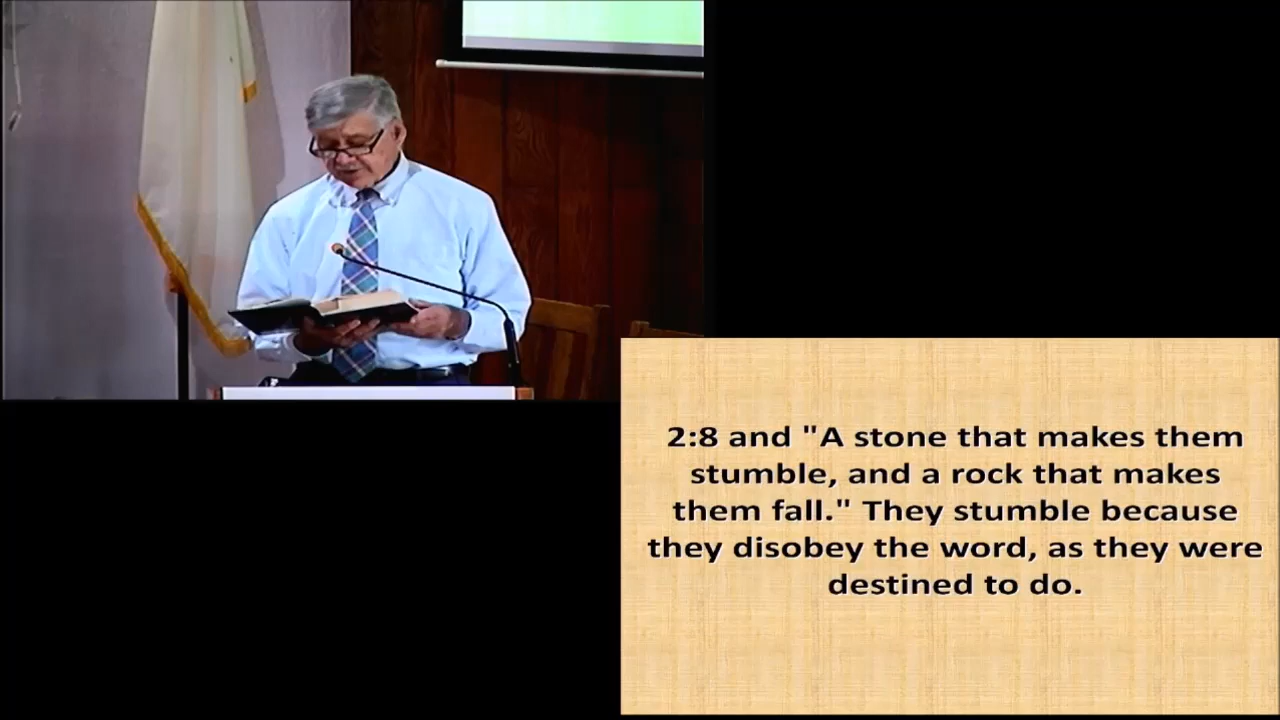 2:8 and "A stone that makes them
stumble, and a rock that makes
them fall." They stumble because
they disobey the word, as they were
destined to do.